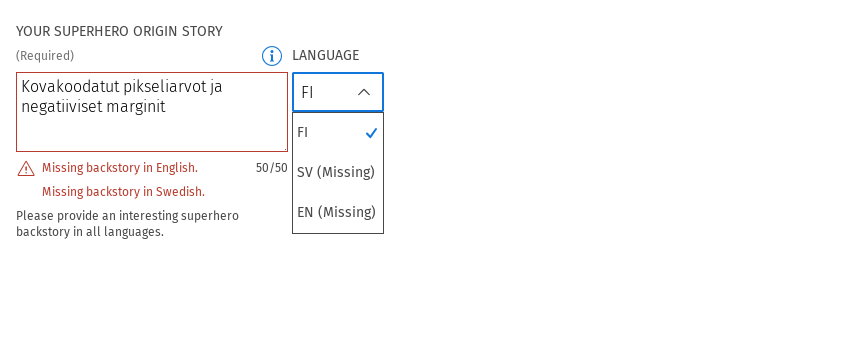 YOUR SUPERHERO ORIGIN STORY
(Required)
LANGUAGE
Kovakoodatut pikseliarvot ja
negatiiviset marginit
FI
FI
SV (Missing)
EN (Missing)
Missing backstory in English.
50/50
Missing backstory in Swedish.
Please provide an interesting superhero
backstory in all languages.